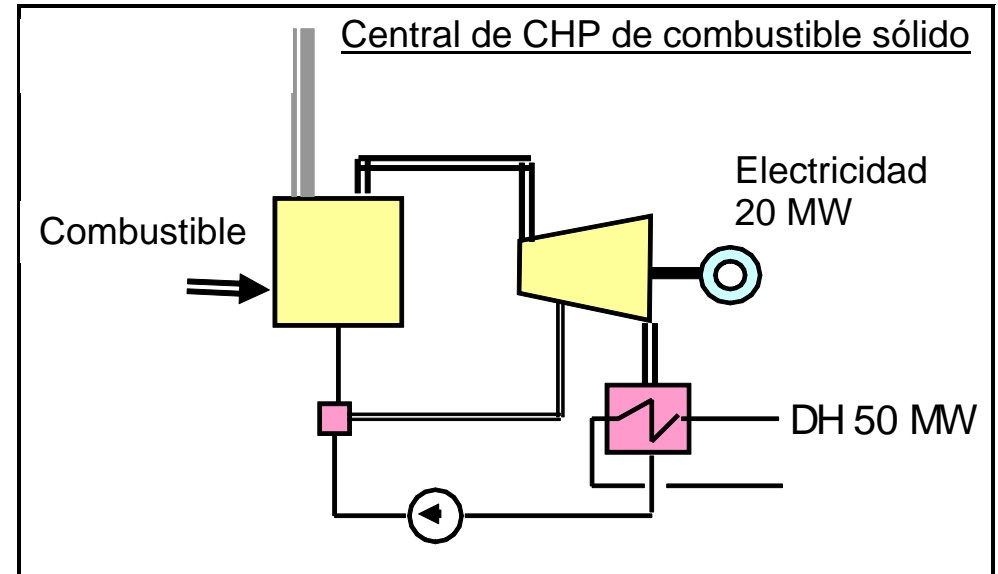 Central de CHP de combustible sólido
Electricidad
20 MW
Combustible
DH 50 MW